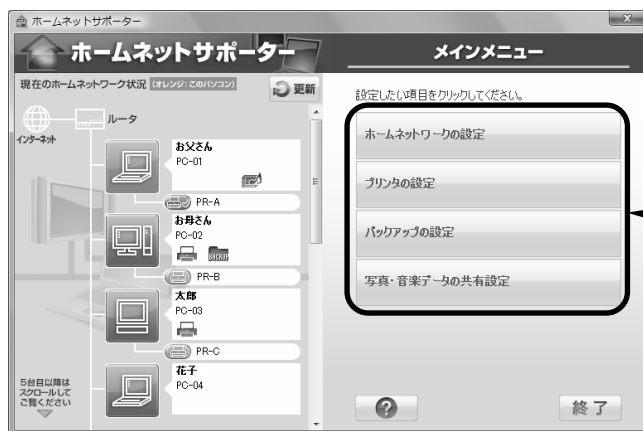 ホームネットサポーター
ホームネットサポーター
メインメニュー
現在のホームネットワーク状況 (オレンジ:このパソコン)
更新
インターネット
ルータ
お父さん
PC-01
PR-A
お母さん
PC-02
BACKUP
PR-B
太郎
PC-03
PR-C
花子
PC-04
5台目以降は
スクロールして
ご覧ください
設定したい項目をクリックしてください。
ホームネットワークの設定
プリンタの設定
バックアップの設定
写真・音楽データの共有設定
?
終了